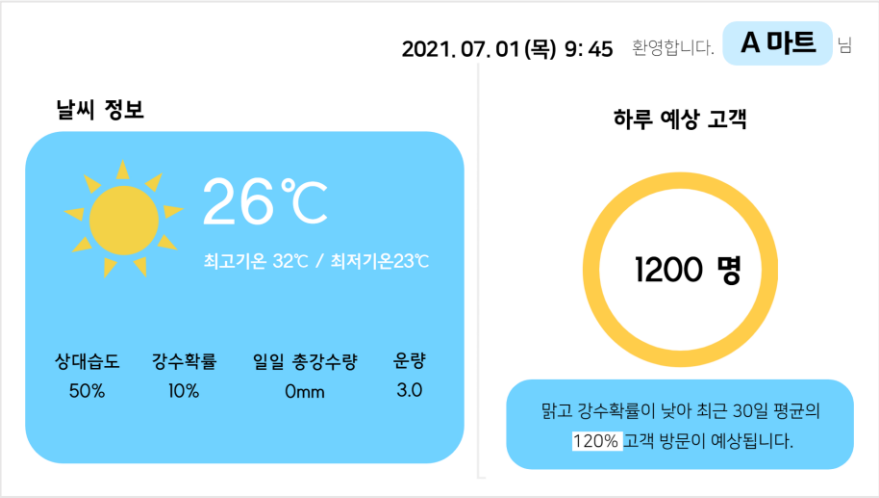 2021. 07. 01(목) 9: 45 환영합니다. A 마트 님
날씨 정보
26℃
최고기온 32℃ / 최저기온23℃
상대습도 강수확률 일일 총강수량 운량
50% 10% 0mm 3.0
하루 예상 고객
1200 명
맑고 강수확률이 낮아 최근 30일 평균의
120% 고객 방문이 예상됩니다.